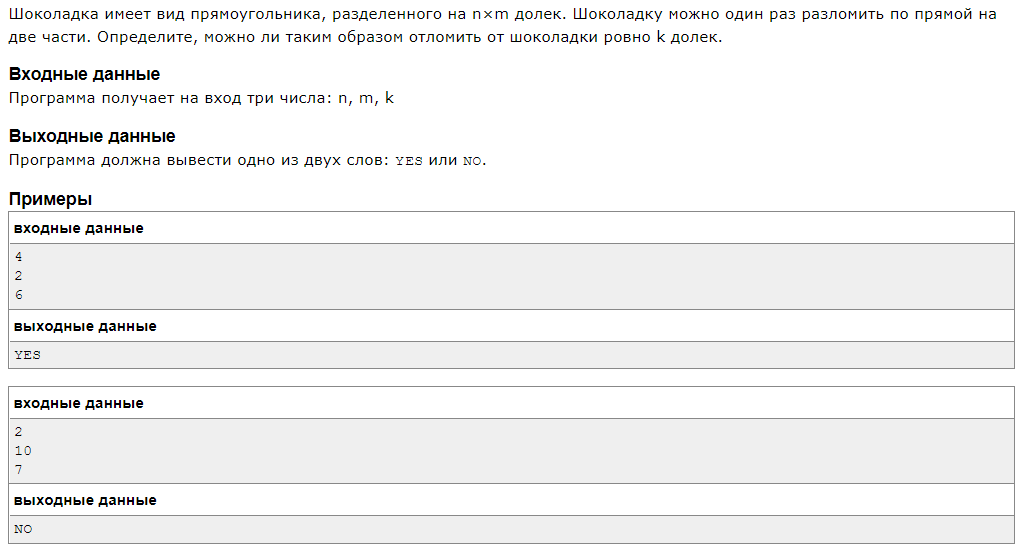 Шоколадка имеет вид прямоугольника, разделенного на n×m долек. Шоколадку можно один раз разломить по прямой на
две части. Определите, можно ли таким образом отломить от шоколадки ровно k долек.
Входные данные
Программа получает на вход три числа: n, m, k
Выходные данные
Программа должна вывести одно из двух слов: YES или NO.
Примеры
входные данные
4
2
6
выходные данные
YES
входные данные
2
10
7
выходные данные
NO